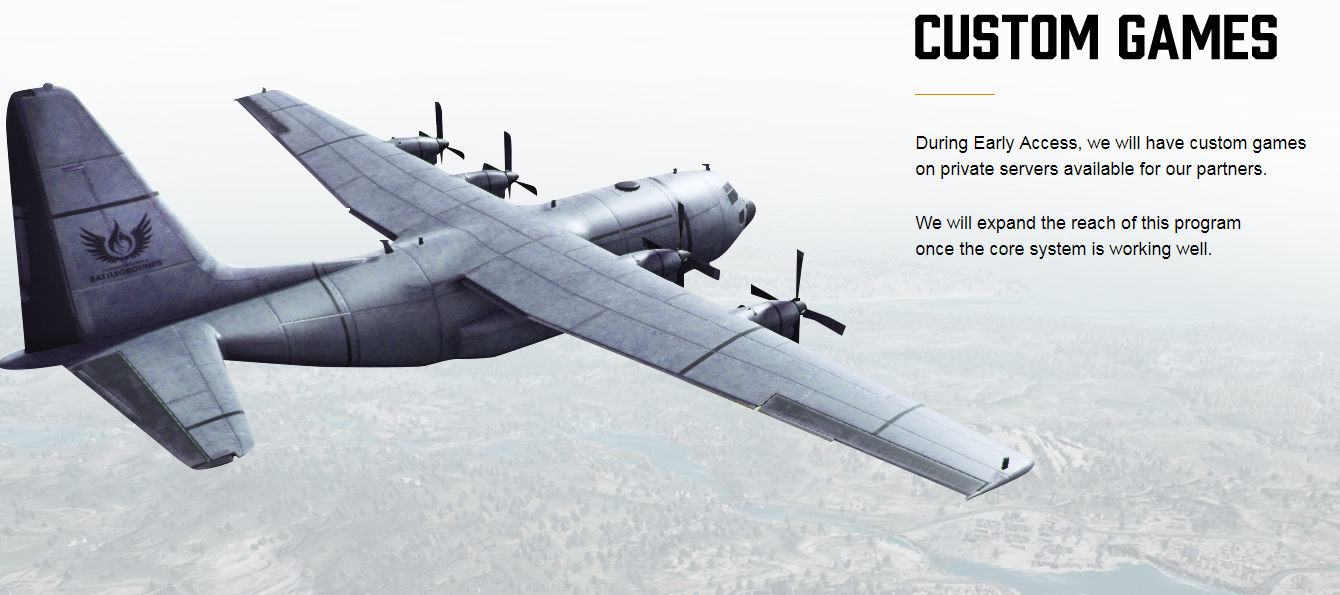 CUSTOM GAMES
During Early Access, we will have custom games
on private servers available for our partners.
We will expand the reach of this program
once the core system is working well.
BATTLEGROUNDS